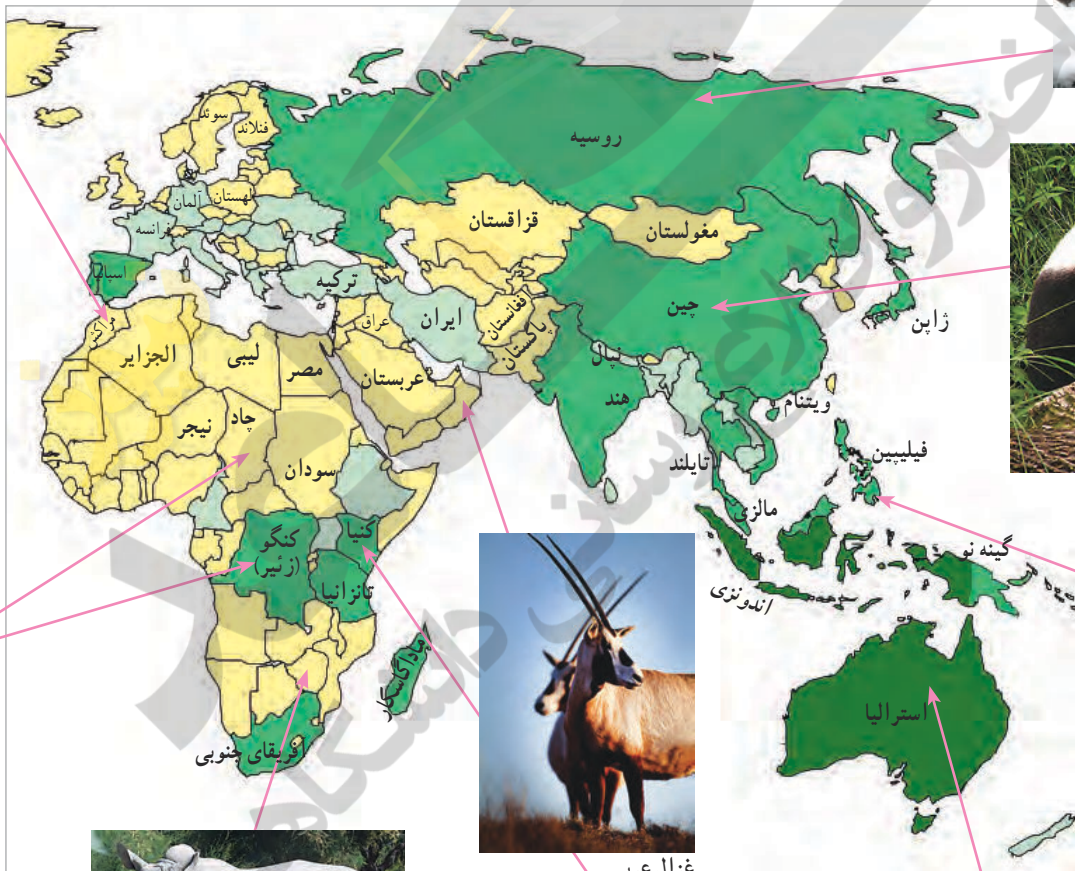 سوئد
فنلاند
روسیه
آلمان
لهستان
فرانسه
قزاقستان
مغولستان
اسپانیا
ترکیه
ایران
افغانستان
چین
ژاپن
مراکش
الجزایر
لیبی
مصر
عراق
عربستان
پاکستان
نپال
هند
ویتنام
نیجر
چاد
سودان
تایلند
فیلیپین
مالزی
کنگو
(زئیر)
کنیا
تانزانیا
گینه نو
اندونزی
ماداگاسکار
استرالیا
آفریقای جنوبی